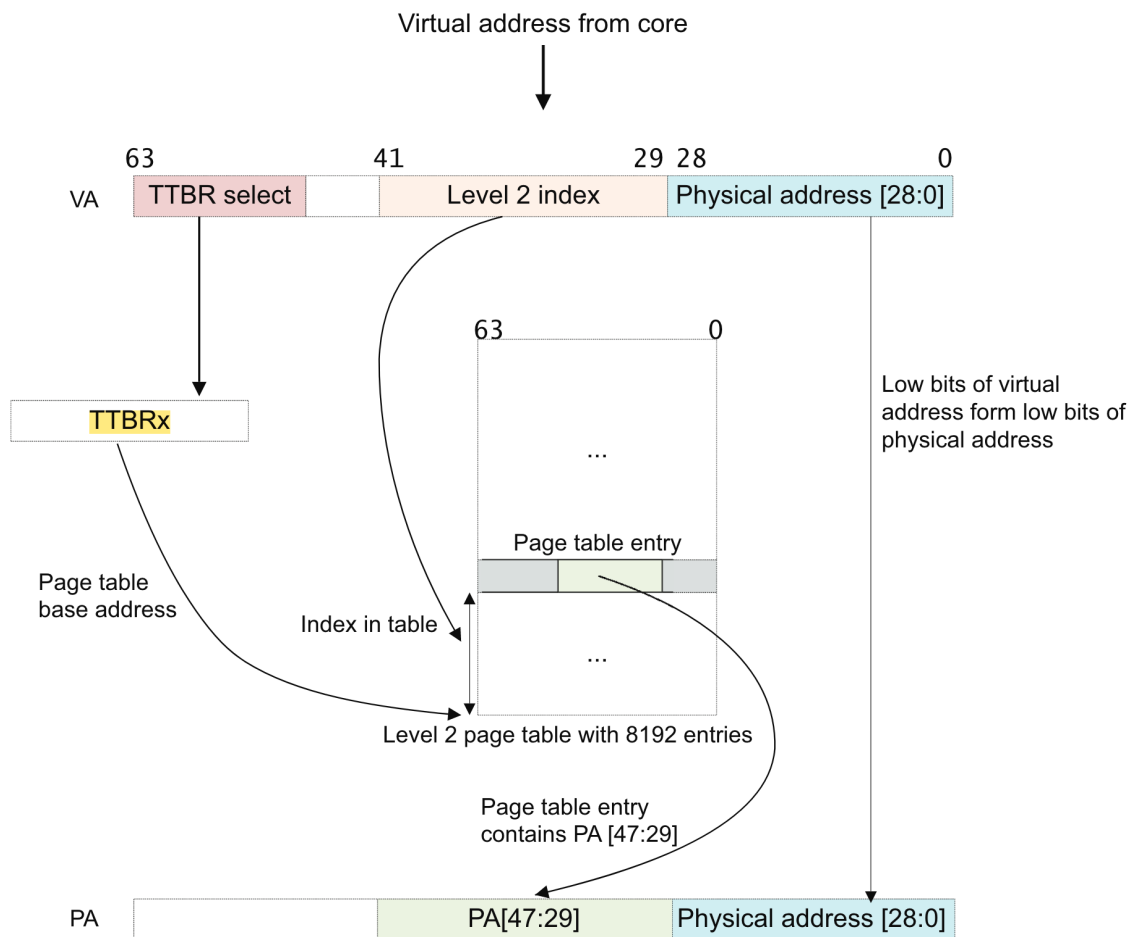 Virtual address from core
63 41 29 28 0
VA TTBR select Level 2 index Physical address [28:0]
63 0
Low bits of virtual
address form low bits of
physical address
TTBRx
...
Page table entry
Page table
base address
Index in table
...
Level 2 page table with 8192 entries
Page table entry
contains PA [47:29]
PA PA[47:29] Physical address [28:0]